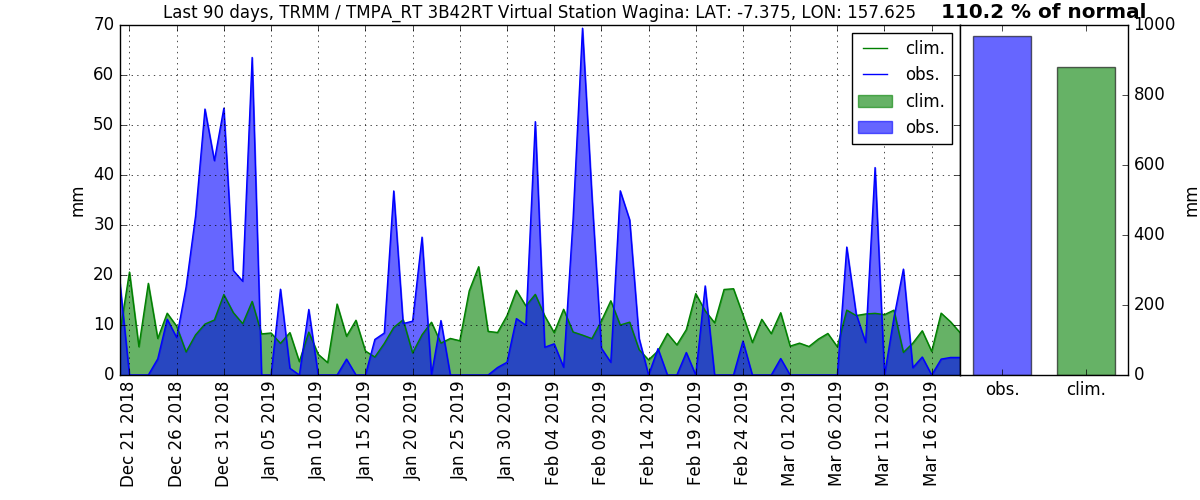 Last 90 days, TRMM / TMPA_RT 3B42RT Virtual Station Wagina: LAT: -7.375, LON: 157.625
110.2 % of normal
clim.
obs.
clim.
obs.
70
60
50
40
30
20
10
0
mm
Dec 21 2018
Dec 26 2018
Dec 31 2018
Jan 05 2019
Jan 10 2019
Jan 15 2019
Jan 20 2019
Jan 25 2019
Jan 30 2019
Feb 04 2019
Feb 09 2019
Feb 14 2019
Feb 19 2019
Feb 24 2019
Mar 01 2019
Mar 06 2019
Mar 11 2019
Mar 16 2019
1000
800
600
400
200
0
mm
obs.
clim.